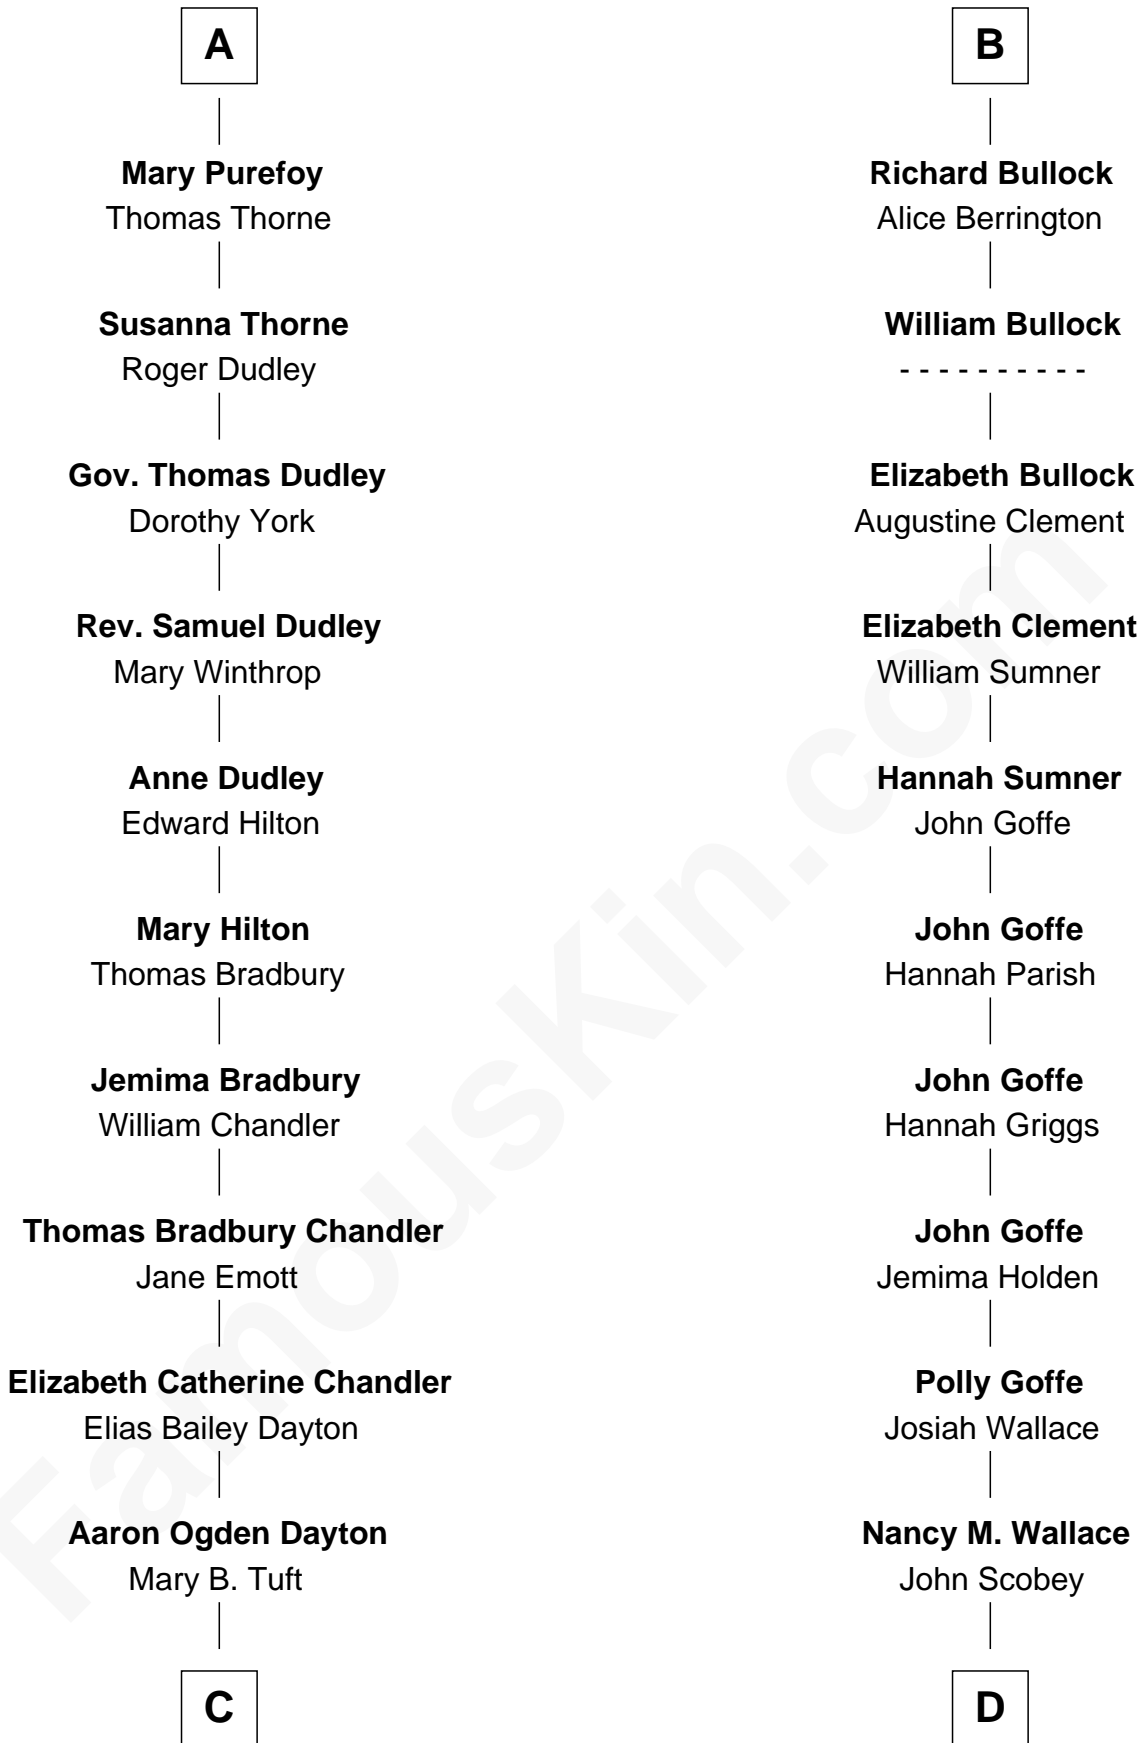 A
Mary Purefoy
Thomas Thorne
Susanna Thorne
Roger Dudley
Gov. Thomas Dudley
Dorothy York
Rev. Samuel Dudley
Mary Winthrop
Anne Dudley
Edward Hilton
Mary Hilton
Thomas Bradbury
Jemima Bradbury
William Chandler
Thomas Bradbury Chandler
Jane Emott
Elizabeth Catherine Chandler
Elias Bailey Dayton
Aaron Ogden Dayton
Mary B. Tuft
C
B
Richard Bullock
Alice Berrington
William Bullock
- - - - - - - - - -
Elizabeth Bullock
Augustine Clement
Elizabeth Clement
William Sumner
Hannah Sumner
John Goffe
John Goffe
Hannah Parish
John Goffe
Hannah Griggs
John Goffe
Jemima Holden
Polly Goffe
Josiah Wallace
Nancy M. Wallace
John Scobey
D
FamousKin.com